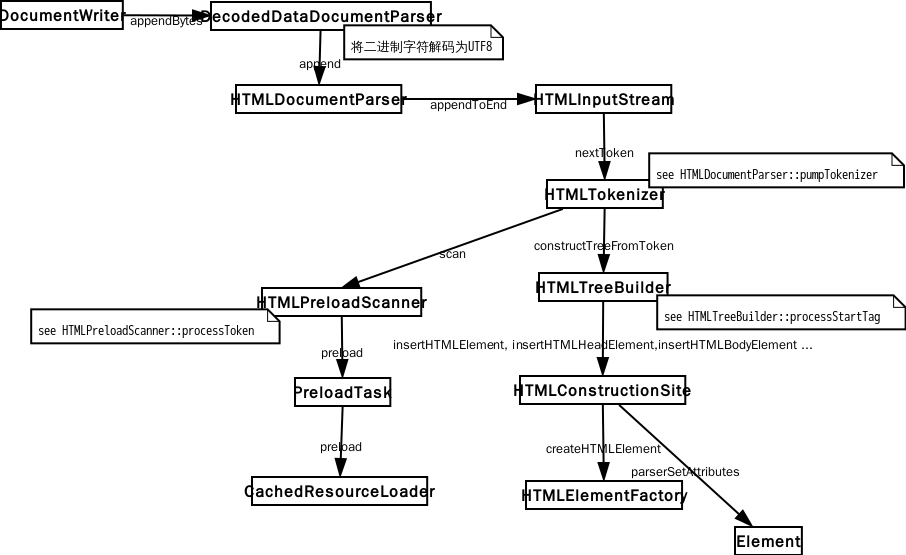 DocumentWriter
appendBytes
DecodedDataDocumentParser
将二进制字符解码为UTF8
append
HTMLDocumentParser
appendToEnd
HTMLInputStream
nextToken
see HTMLDocumentParser::pumpTokenizer
HTMLTokenizer
scan
constructTreeFromToken
HTMLPreloadScanner
HTMLTreeBuilder
see HTMLPreloadScanner::processToken
see HTMLTreeBuilder::processStartTag
preload
insertHTMLElement, insertHTMLHeadElement,insertHTMLBodyElement ...
PreloadTask
HTMLConstructionSite
preload
createHTMLElement
parserSetAttributes
CachedResourceLoader
HTMLElementFactory
Element